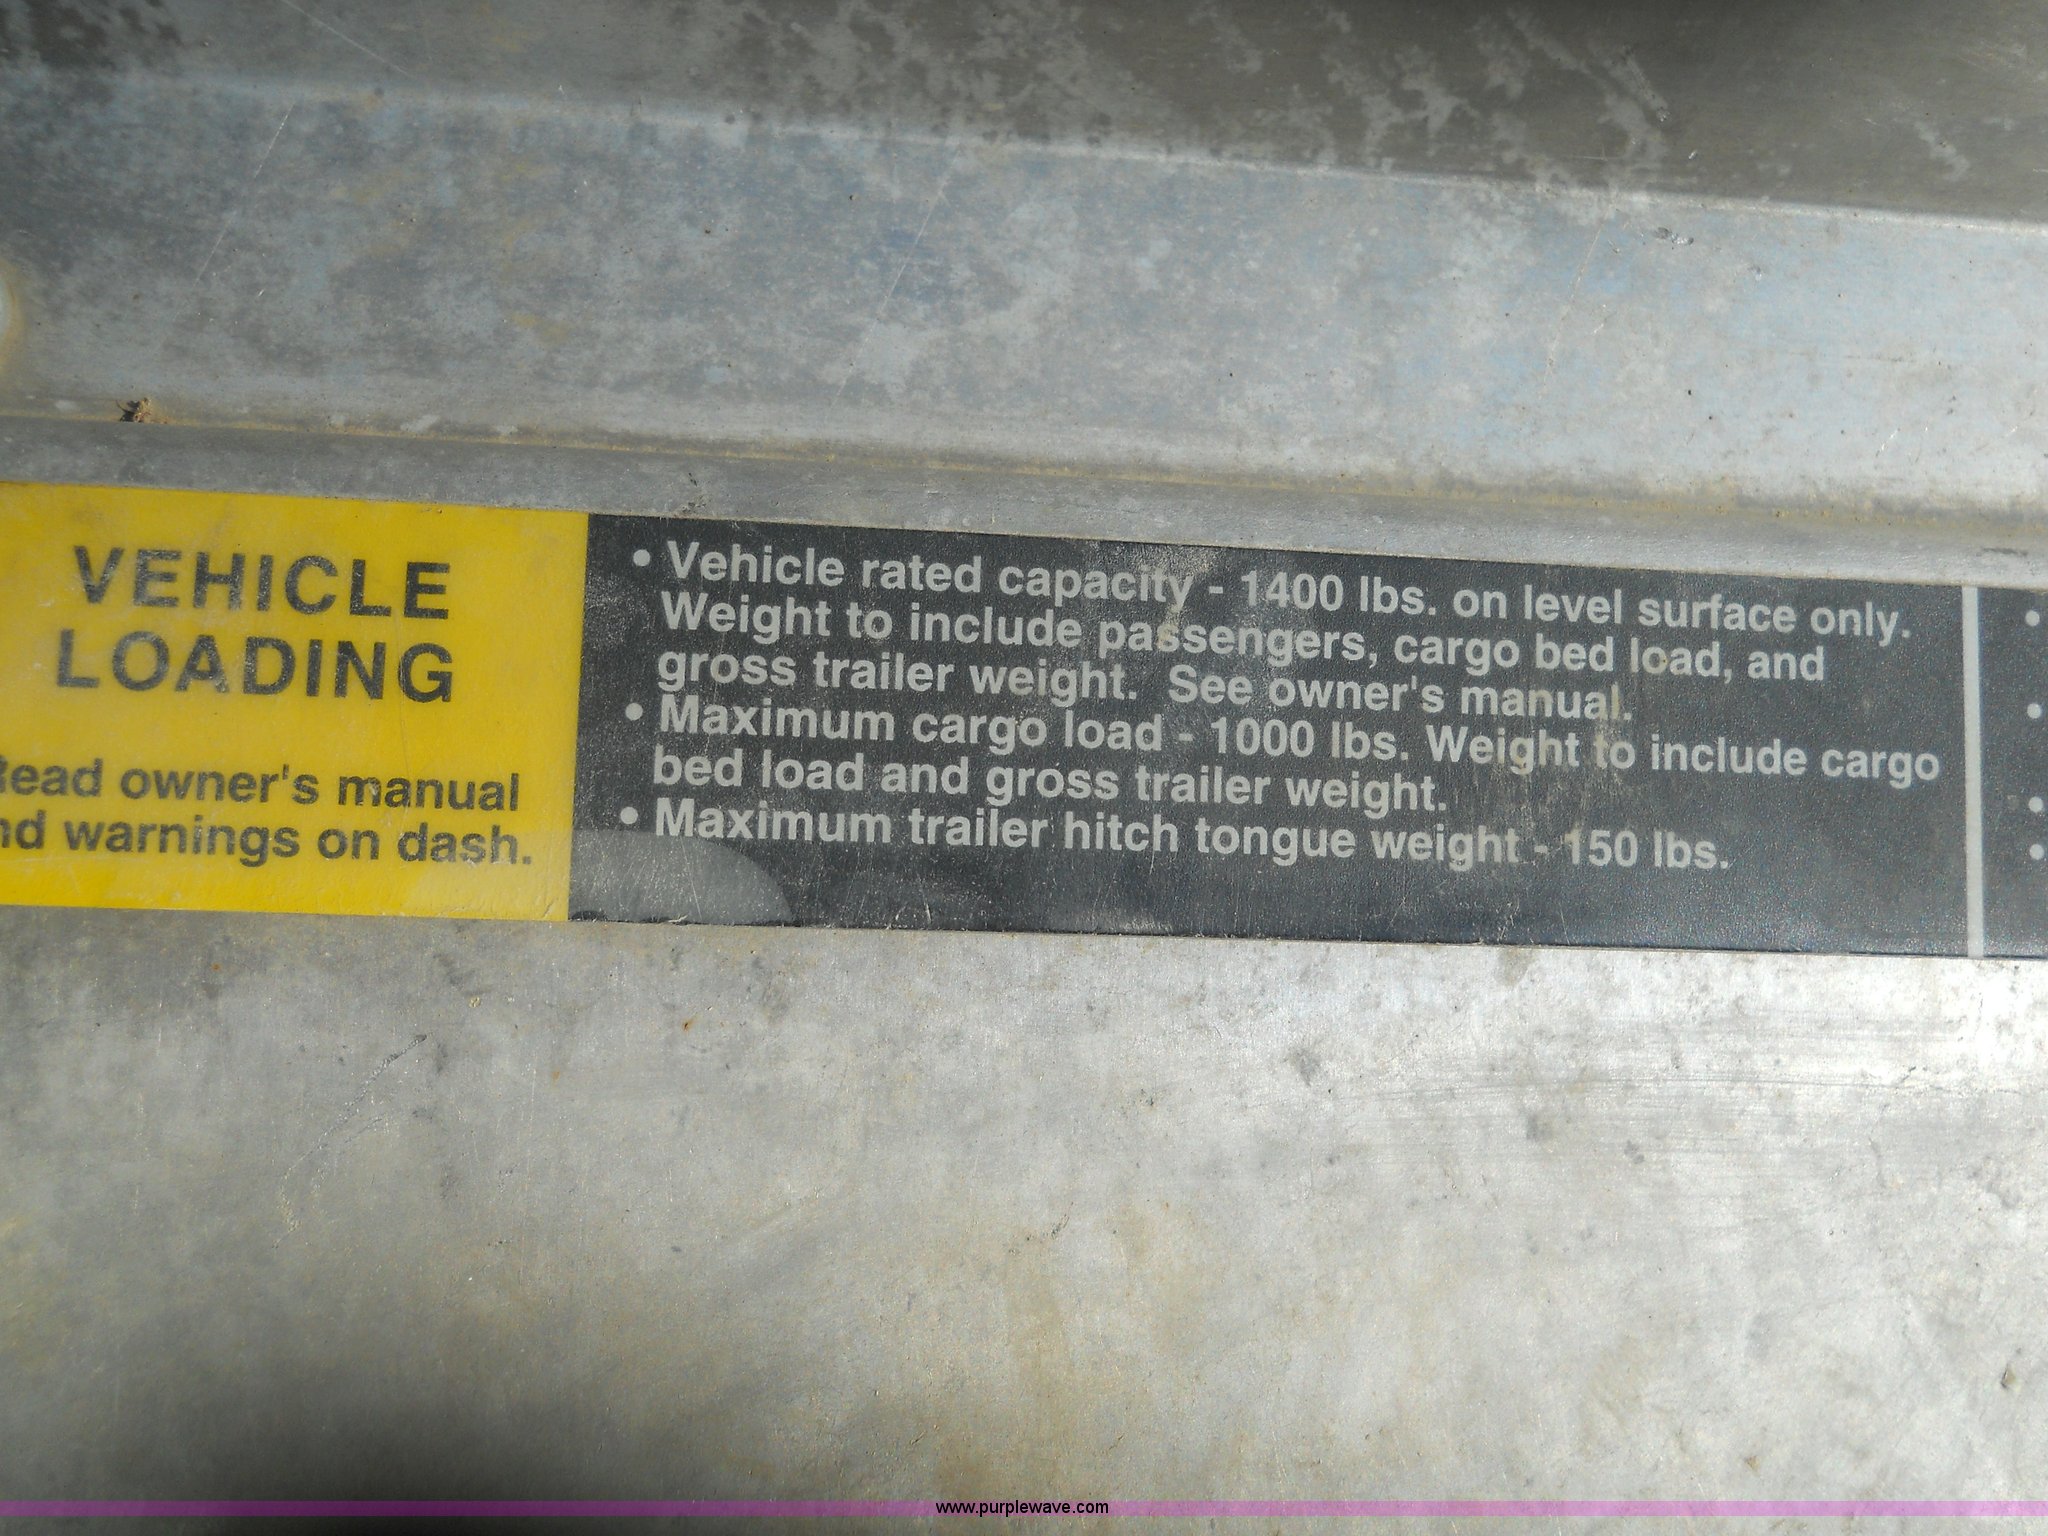 VEHICLE
LOADING
owner's manual
warnings on dash.
• Vehicle rated capacity - 1400 lbs. on level surface only.
Weight to include passengers, cargo bed load, and
gross trailer weight. See owner's manual.
• Maximum cargo load - 1000 lbs. Weight to include cargo
bed load and gross trailer weight.
• Maximum trailer hitch tongue weight - 150 lbs.
www.purplewave.com